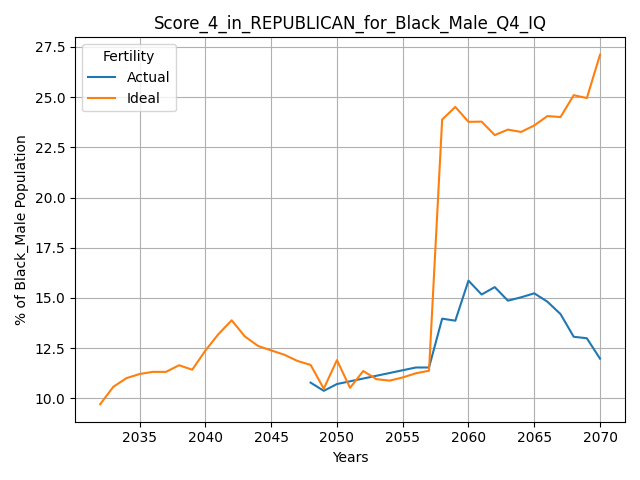 Score_4_in_REPUBLICAN_for_Black_Male_Q4_IQ
% of Black_Male Population
27.5
25.0
22.5
20.0
17.5
15.0
12.5
10.0
Fertility
Actual
Ideal
2035 2040 2045 2050 2055 2060 2065 2070
Years